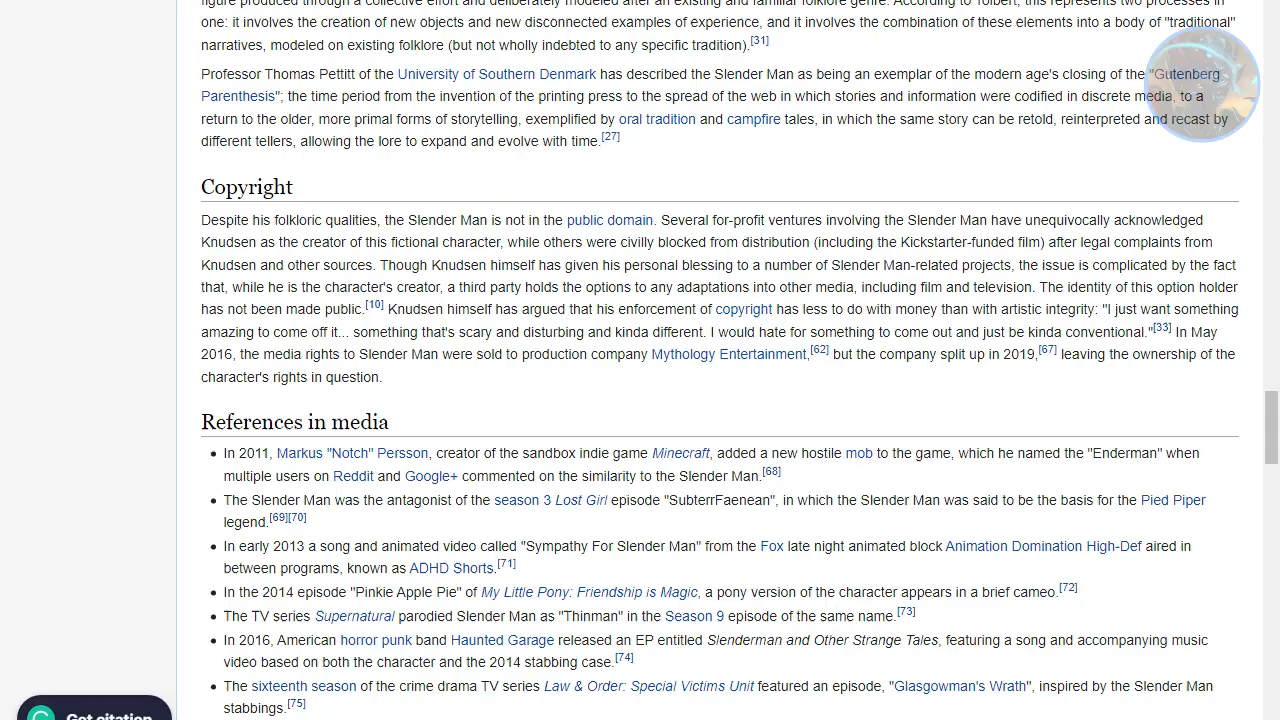 figure produced through a collective effort and deliberately modeled after an existing and familiar folklore genre. According to Tolbert, this represents two processes in
one: it involves the creation of new objects and new disconnected examples of experience, and it involves the combination of these elements into a body of "traditional"
narratives, modeled on existing folklore (but not wholly indebted to any specific tradition).[31]
Professor Thomas Pettitt of the University of Southern Denmark has described the Slender Man as being an exemplar of the modern age's closing of the "Gutenberg
Parenthesis"; the time period from the invention of the printing press to the spread of the web in which stories and information were codified in discrete media, to a
return to the older, more primal forms of storytelling, exemplified by oral tradition and campfire tales, in which the same story can be retold, reinterpreted and recast by
different tellers, allowing the lore to expand and evolve with time.[27]
Copyright
Despite his folkloric qualities, the Slender Man is not in the public domain. Several for-profit ventures involving the Slender Man have unequivocally acknowledged
Knudsen as the creator of this fictional character, while others were civilly blocked from distribution (including the Kickstarter-funded film) after legal complaints from
Knudsen and other sources. Though Knudsen himself has given his personal blessing to a number of Slender Man-related projects, the issue is complicated by the fact
that, while he is the character's creator, a third party holds the options to any adaptations into other media, including film and television. The identity of this option holder
has not been made public.[10] Knudsen himself has argued that his enforcement of copyright has less to do with money than with artistic integrity: "I just want something
amazing to come off it... something that's scary and disturbing and kinda different. I would hate for something to come out and just be kinda conventional."[33] In May
2016, the media rights to Slender Man were sold to production company Mythology Entertainment,[62] but the company split up in 2019,[67] leaving the ownership of the
character's rights in question.
References in media
• In 2011, Markus "Notch" Persson, creator of the sandbox indie game Minecraft, added a new hostile mob to the game, which he named the "Enderman" when
multiple users on Reddit and Google+ commented on the similarity to the Slender Man.[68]
• The Slender Man was the antagonist of the season 3 Lost Girl episode "SubterrFaenean", in which the Slender Man was said to be the basis for the Pied Piper
legend.[69][70]
• In early 2013 a song and animated video called "Sympathy For Slender Man" from the Fox late night animated block Animation Domination High-Def aired in
between programs, known as ADHD Shorts.[71]
• In the 2014 episode "Pinkie Apple Pie" of My Little Pony: Friendship is Magic, a pony version of the character appears in a brief cameo.[72]
• The TV series Supernatural parodied Slender Man as "Thinman" in the Season 9 episode of the same name.[73]
• In 2016, American horror punk band Haunted Garage released an EP entitled Slenderman and Other Strange Tales, featuring a song and accompanying music
video based on both the character and the 2014 stabbing case.[74]
• The sixteenth season of the crime drama TV series Law & Order: Special Victims Unit featured an episode, "Glasgowman's Wrath", inspired by the Slender Man
stabbings.[75]
Get citation